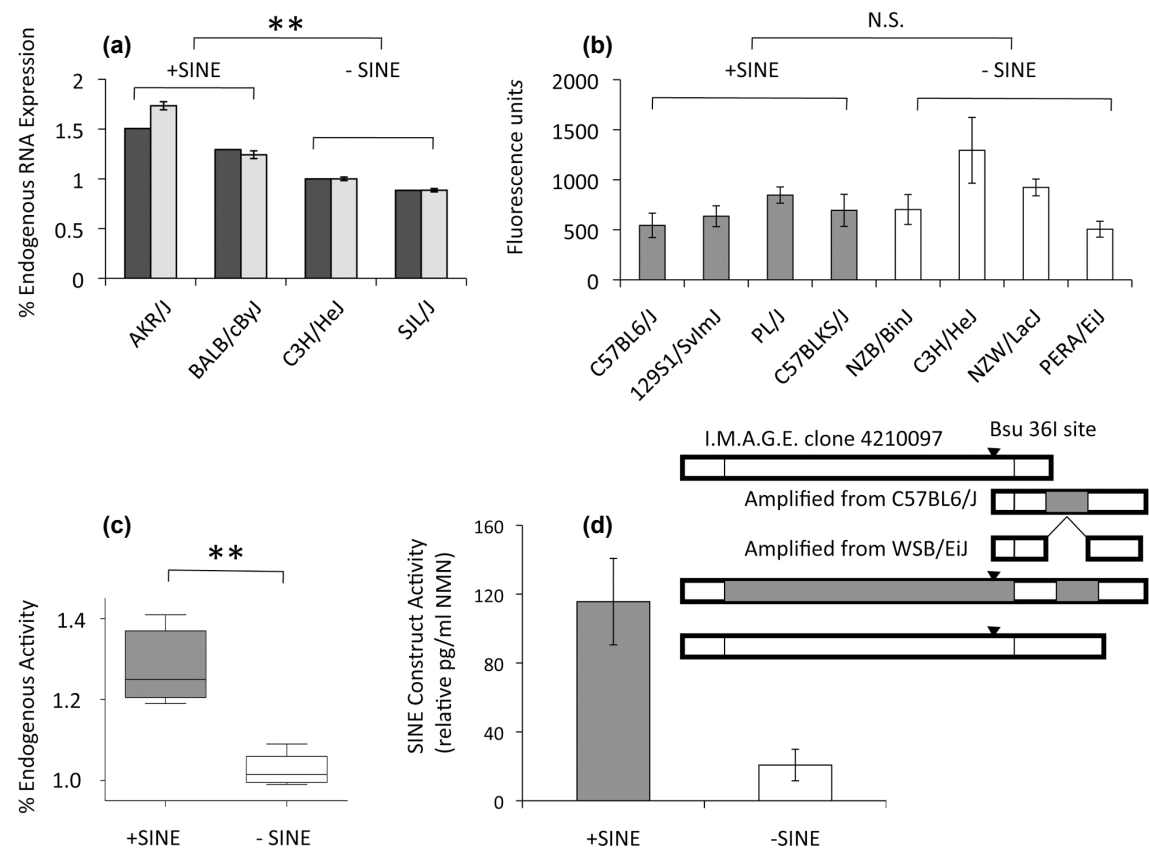 (a)
**
+SINE
- SINE
% Endogenous RNA Expression
2
1.5
1
0.5
0
AKR/J
BALB/cByJ
C3H/HeJ
SJL/J
(b)
N.S.
+SINE
- SINE
Fluorescence units
2000
1500
1000
500
0
C57BL6/J
129S1/SvImJ
PL/J
C57BLKS/J
NZB/BinJ
C3H/HeJ
NZW/LacJ
PERA/EiJ
(c)
**
% Endogenous Activity
1.4
1.2
1.0
+SINE
- SINE
(d)
SINE Construct Activity
(relative pg/ml NMN)
160
120
80
40
0
+SINE
-SINE
I.M.A.G.E. clone 4210097
Bsu 36I site
Amplified from C57BL6/J
Amplified from WSB/EiJ